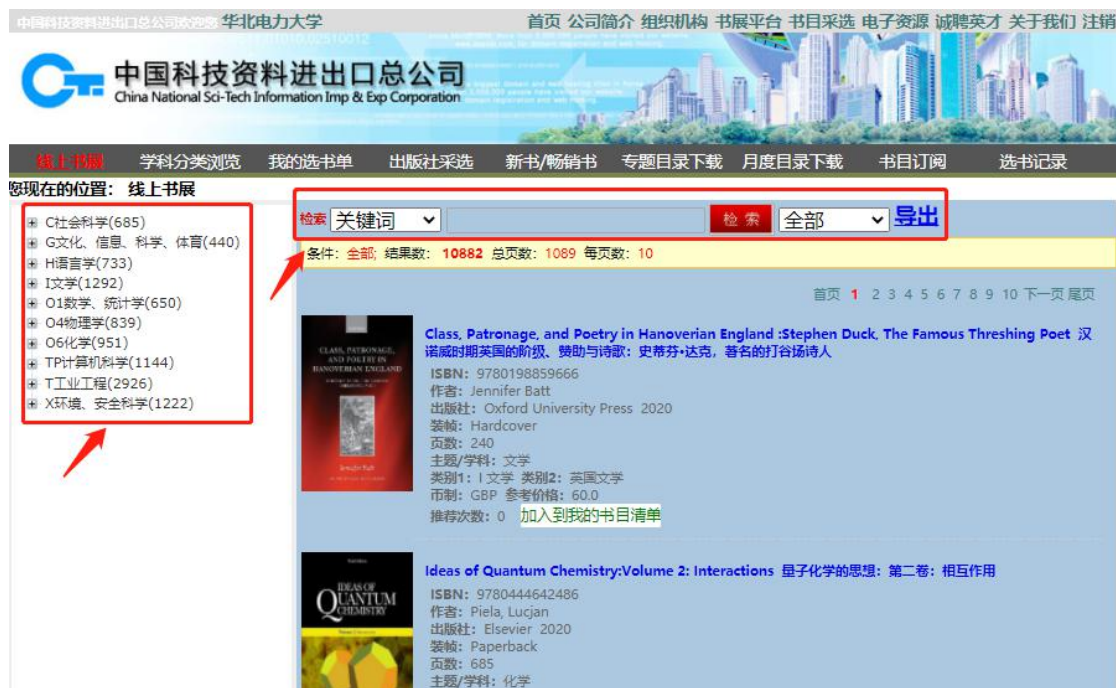 中国科技资料进出口总公司欢迎您 华北电力大学
首页 公司简介 组织机构 书展平台 书目采选 电子资源 诚聘英才 关于我们 注销
中国科技资料进出口总公司
China National Sci-Tech Information Imp & Exp Corporation
线上书展 学科分类浏览 我的选书单 出版社采选 新书/畅销书 专题目录下载 月度目录下载 书目订阅 选书记录
您现在的位置: 线上书展
C社会科学(685)
G文化、信息、科学、体育(440)
H语言学(733)
I文学(1292)
O1数学、统计学(650)
O4物理学(839)
O6化学(951)
TP计算机科学(1144)
T工业工程(2926)
X环境、安全科学(1222)
检索 关键词 检 索 全部 导出
条件: 全部; 结果数: 10882 总页数: 1089 每页数: 10
首页 1 2 3 4 5 6 7 8 9 10 下一页 尾页
CLASS, PATRONAGE,
AND POETRY IN
HANOVERIAN ENGLAND
Jennifer Batt
Class, Patronage, and Poetry in Hanoverian England :Stephen Duck, The Famous Threshing Poet 汉
诺威时期英国的阶级、赞助与诗歌: 史蒂芬•达克, 著名的打谷场诗人
ISBN: 9780198859666
作者: Jennifer Batt
出版社: Oxford University Press 2020
装帧: Hardcover
页数: 240
主题/学科: 文学
类别1: I 文学 类别2: 英国文学
币制: GBP 参考价格: 60.0
推荐次数: 0 加入到我的书目清单
IDEAS OF
QUANTUM
CHEMISTRY
Ideas of Quantum Chemistry:Volume 2: Interactions 量子化学的思想: 第二卷: 相互作用
ISBN: 9780444642486
作者: Piela, Lucjan
出版社: Elsevier 2020
装帧: Paperback
页数: 685
主题/学科: 化学